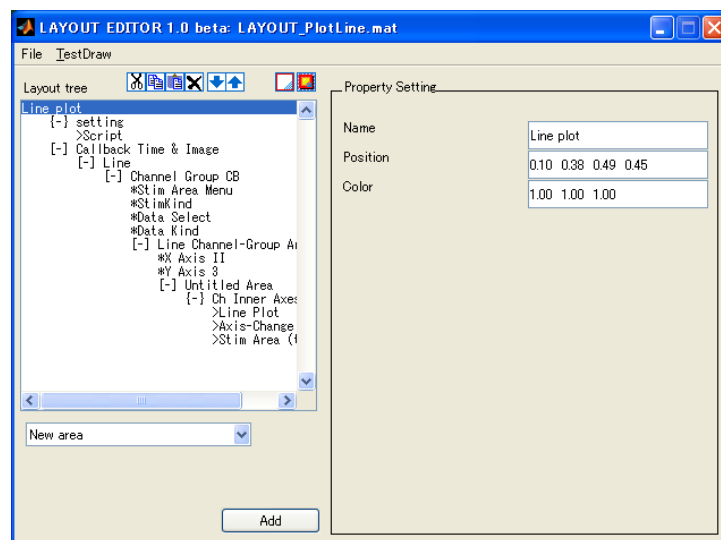 LAYOUT EDITOR 1.0 beta: LAYOUT_PlotLine.mat
File TestDraw
Layout tree
Line plot
{-} setting
>Script
[-] Callback Time & Image
[-] Line
[-] Channel Group CB
*Stim Area Menu
*StimKind
*Data Select
*Data Kind
[-] Line Channel-Group A
*X Axis II
*Y Axis 3
[-] Untitled Area
{-} Ch Inner Axes
>Line Plot
>Axis-Change
>Stim Area (
New area
Add
Property Setting
Name
Line plot
Position
0.10 0.38 0.49 0.45
Color
1.00 1.00 1.00